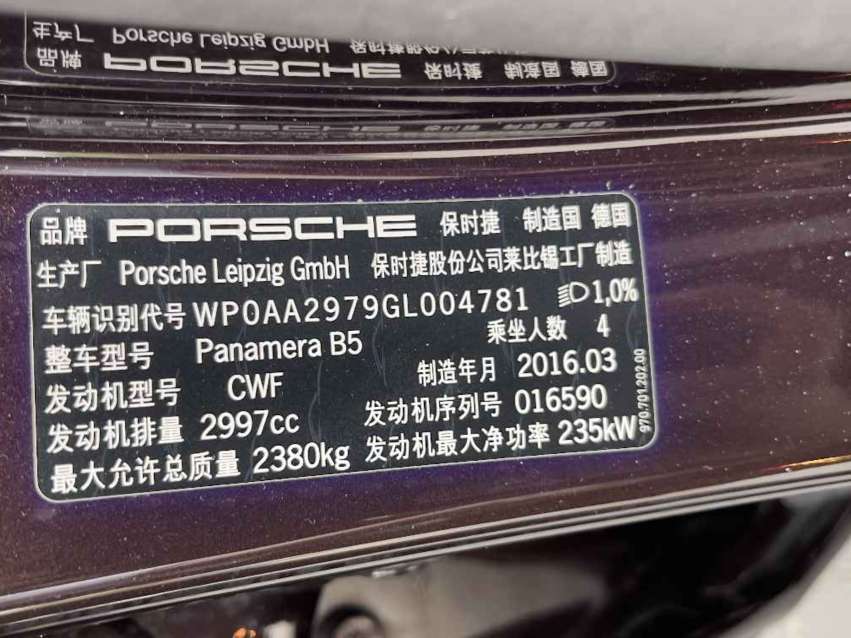 品牌 PORSCHE 保时捷 制造国 德国
生产厂 Porsche Leipzig GmbH 保时捷股份公司莱比锡工厂制造
车辆识别代号 WP0AA2979GL004781 1,0%
整车型号 Panamera B5 乘坐人数 4
发动机型号 CWF 制造年月 2016.03
发动机排量 2997cc 发动机序列号 016590
最大允许总质量 2380kg 发动机最大净功率 235kW
970.701.202.00